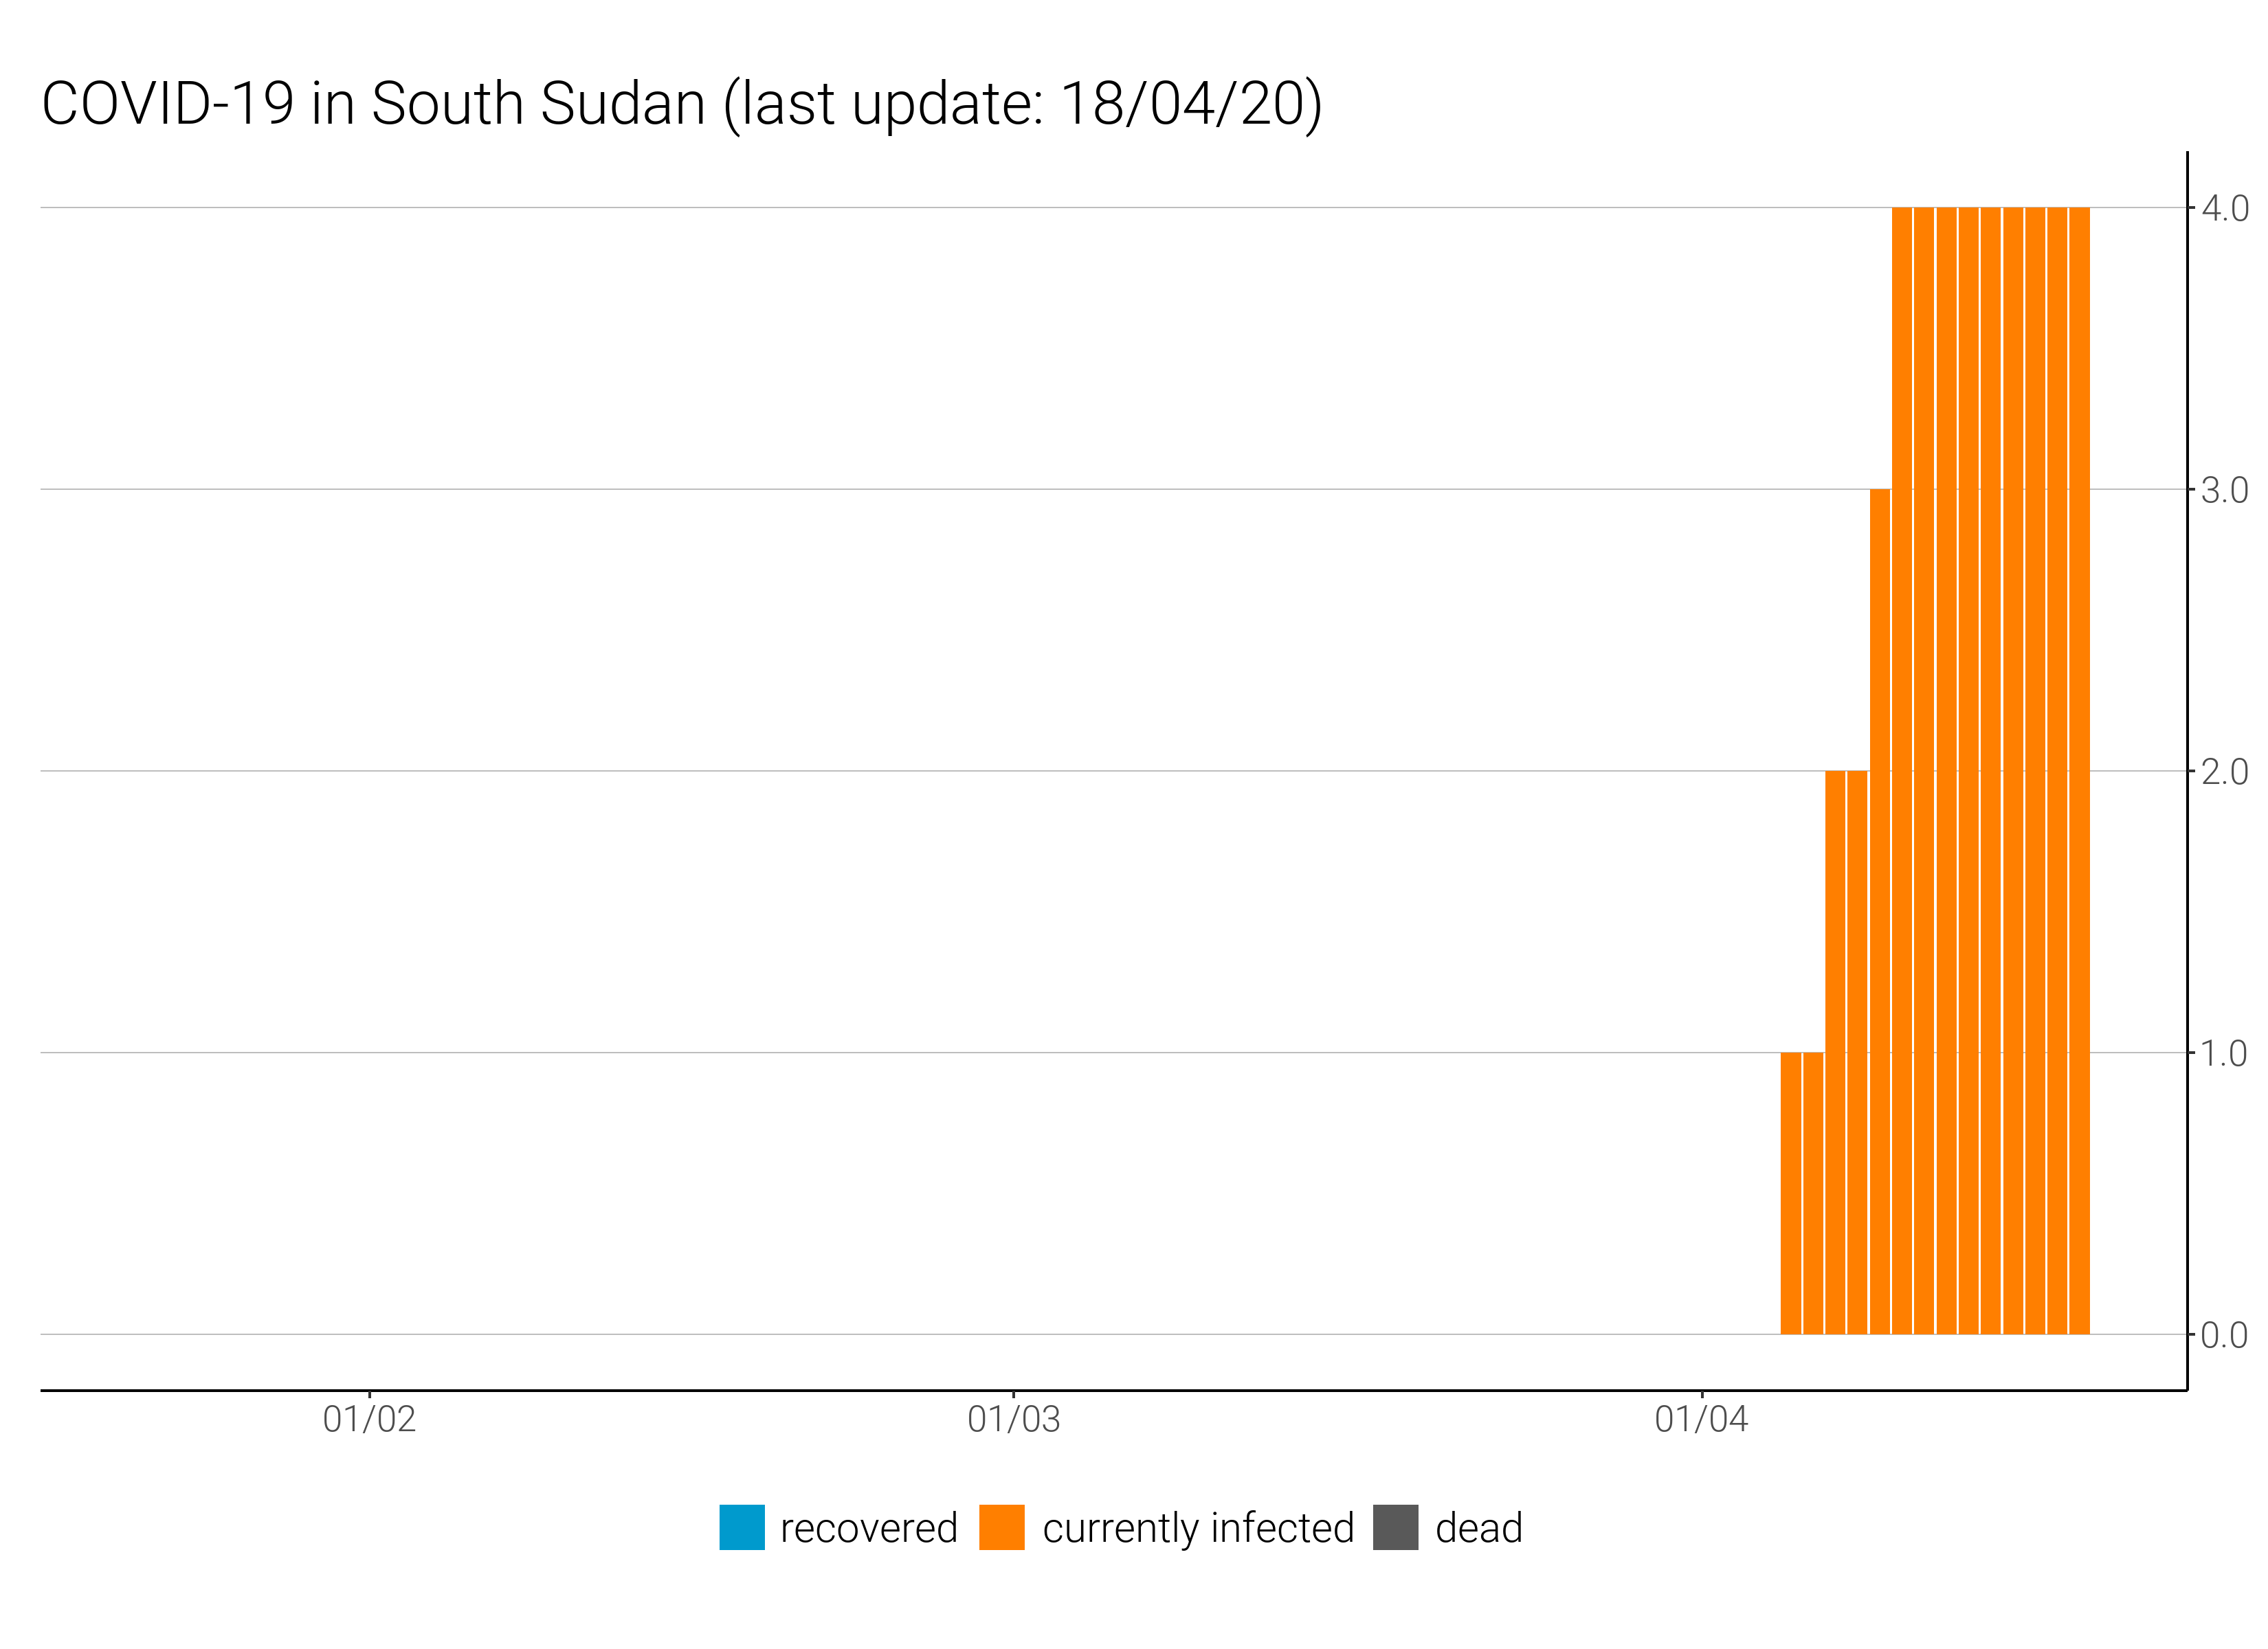 COVID-19 in South Sudan (last update: 18/04/20)
4.0
3.0
2.0
1.0
0.0
01/02 01/03 01/04
recovered currently infected dead